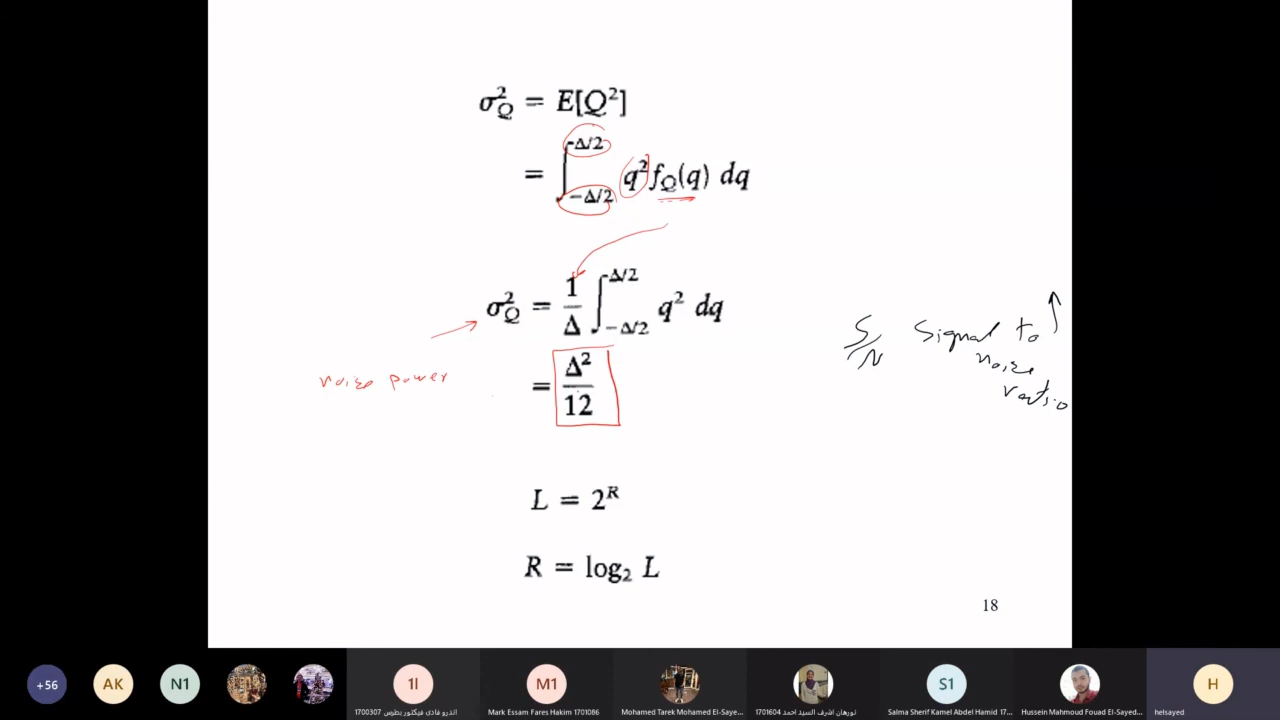 σ²_Q = E[Q²]
= ∫_{-Δ/2}^{-Δ/2} q² f_Q(q) dq
σ²_Q = 1/Δ ∫_{-Δ/2}^{-Δ/2} q² dq
= Δ²/12
noise power
S/N Signal to
noise
ratio
L = 2^R
R = log₂ L
18
+56
AK
N1
1ا
1700307 اندرو فادى فيكتور بطرس
M1
Mark Essam Fares Hakim 1701086
Mohamed Tarek Mohamed El-Saye...
1701604 نورهان اشرف السيد احمد
S1
Salma Sherif Kamel Abdel Hamid 17...
Hussein Mahmoud Fouad El-Sayed...
H
helsayed